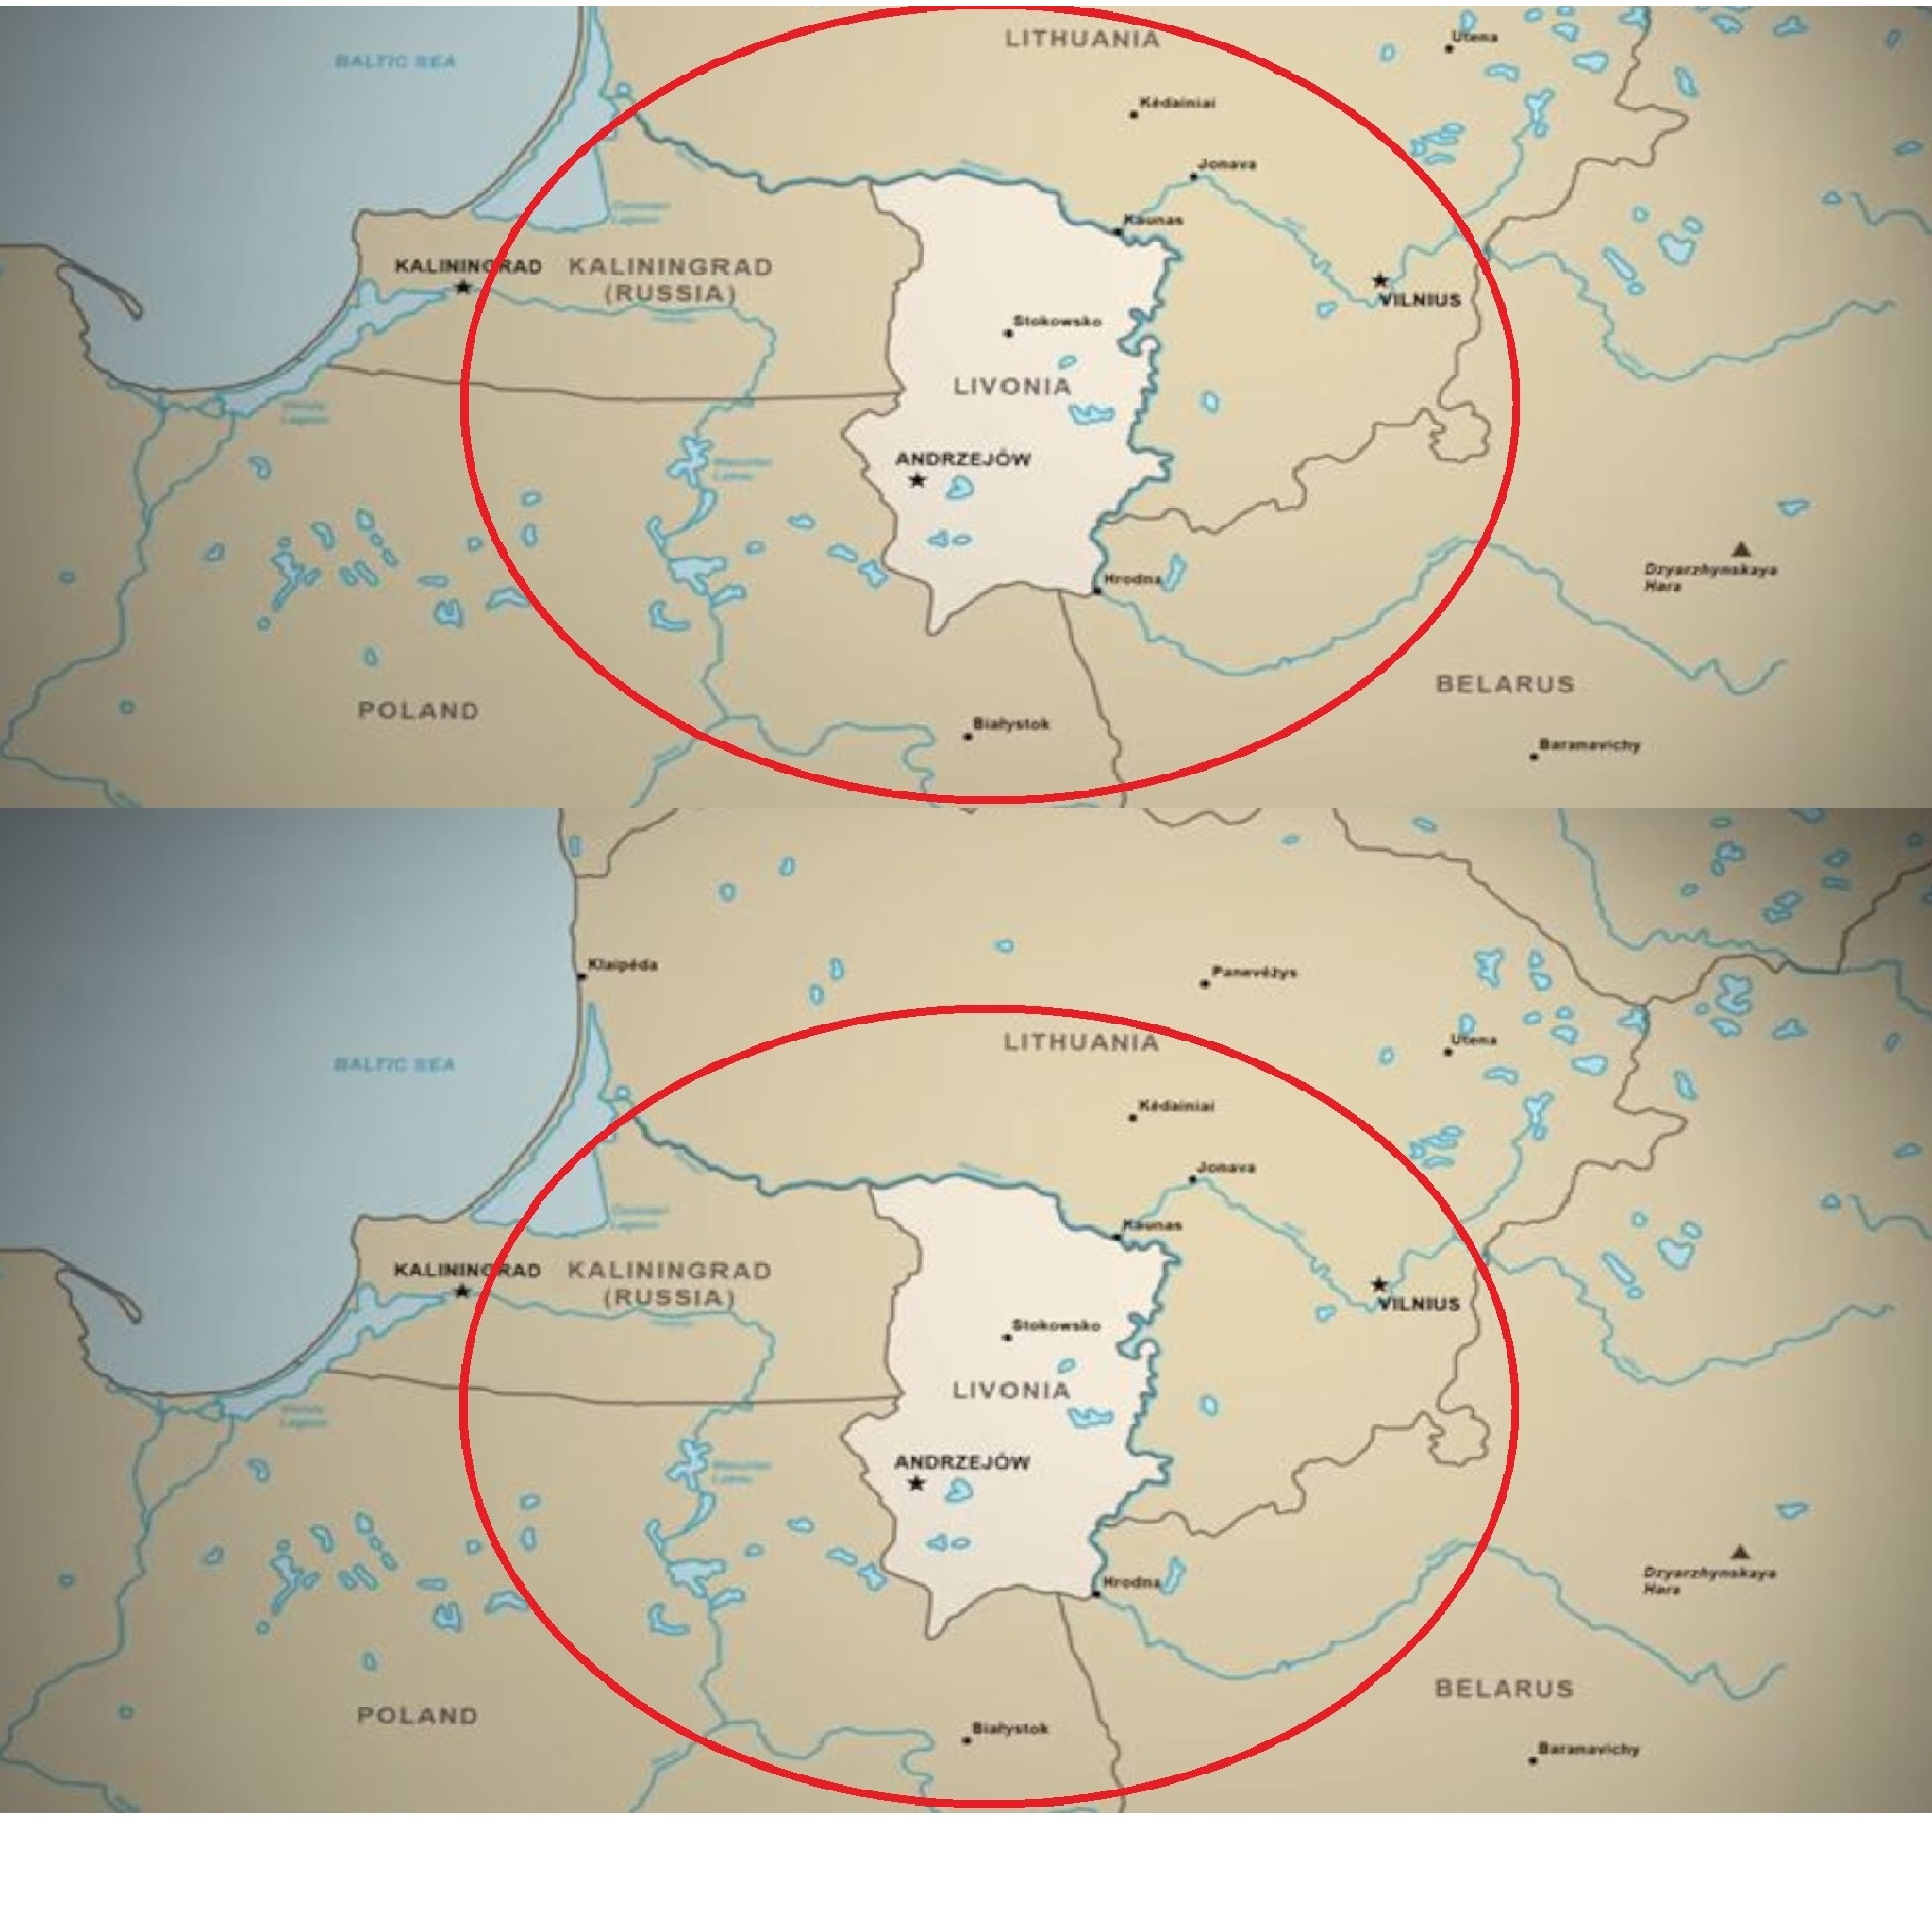 LITHUANIA
Utena
BALTIC SEA
Kėdainiai
Jonava
Kaunas
KALININGRAD
KALININGRAD
(RUSSIA)
VILNIUS
Stokowsko
LIVONIA
ANDRZEJÓW
Hrodna
Dzyarzhynskaya
Hara
BELARUS
POLAND
Białystok
Baranavichy
Klaipėda
Panevėžys
LITHUANIA
Utena
BALTIC SEA
Kėdainiai
Jonava
Kaunas
KALININGRAD
KALININGRAD
(RUSSIA)
VILNIUS
Stokowsko
LIVONIA
ANDRZEJÓW
Hrodna
Dzyarzhynskaya
Hara
BELARUS
POLAND
Białystok
Baranavichy